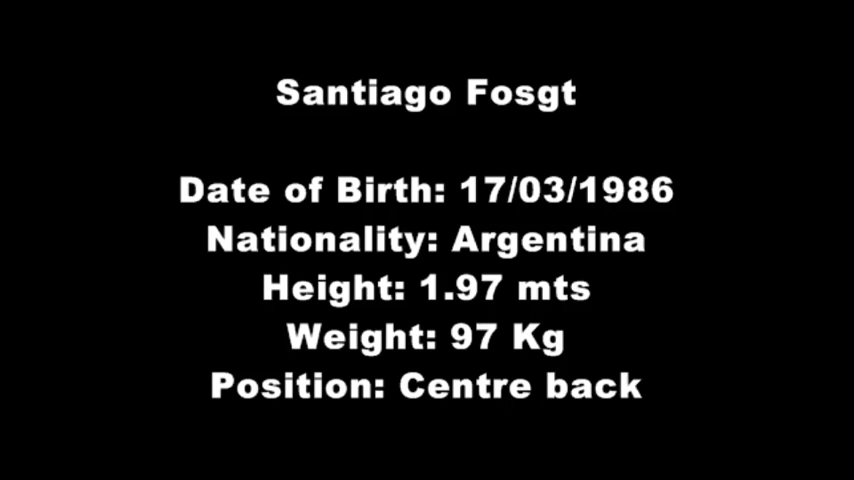 Santiago Fosgt
Date of Birth: 17/03/1986
Nationality: Argentina
Height: 1.97 mts
Weight: 97 Kg
Position: Centre back